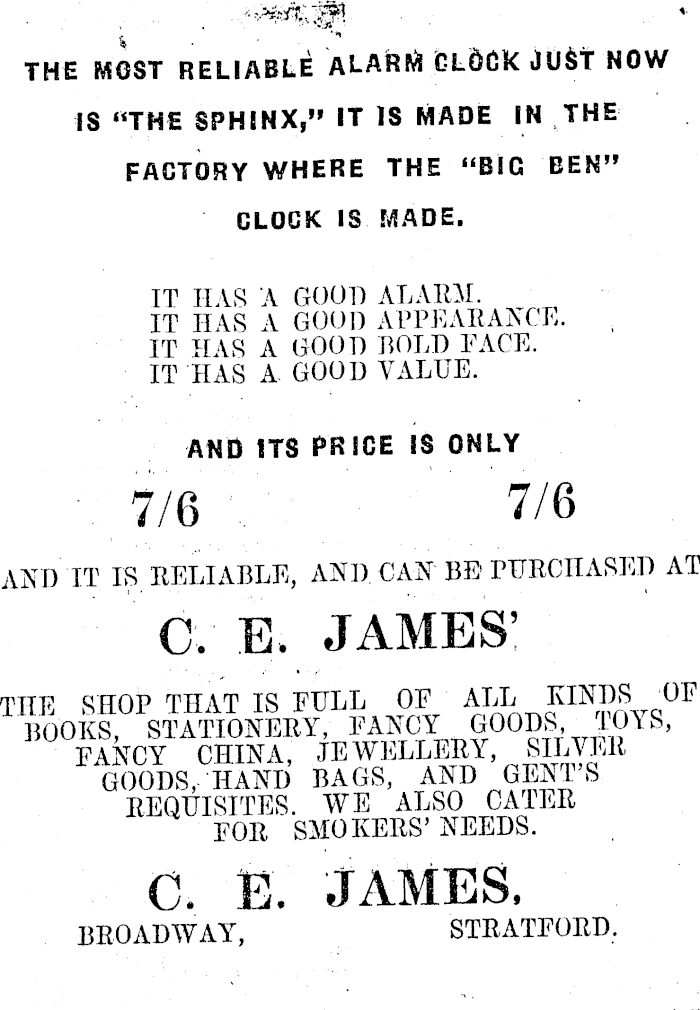 THE MOST RELIABLE ALARM CLOCK JUST NOW
IS "THE SPHINX," IT IS MADE IN THE
FACTORY WHERE THE "BIG BEN"
CLOCK IS MADE.
IT HAS A GOOD ALARM.
IT HAS A GOOD APPEARANCE.
IT HAS A GOOD BOLD FACE.
IT HAS A GOOD VALUE.
AND ITS PRICE IS ONLY
7/6 7/6
AND IT IS RELIABLE, AND CAN BE PURCHASED AT
C. E. JAMES'
THE SHOP THAT IS FULL OF ALL KINDS OF
BOOKS, STATIONERY, FANCY GOODS, TOYS,
FANCY CHINA, JEWELLERY, SILVER
GOODS, HAND BAGS, AND GENT'S
REQUISITES. WE ALSO CATER
FOR SMOKERS' NEEDS.
C. E. JAMES,
BROADWAY, STRATFORD.